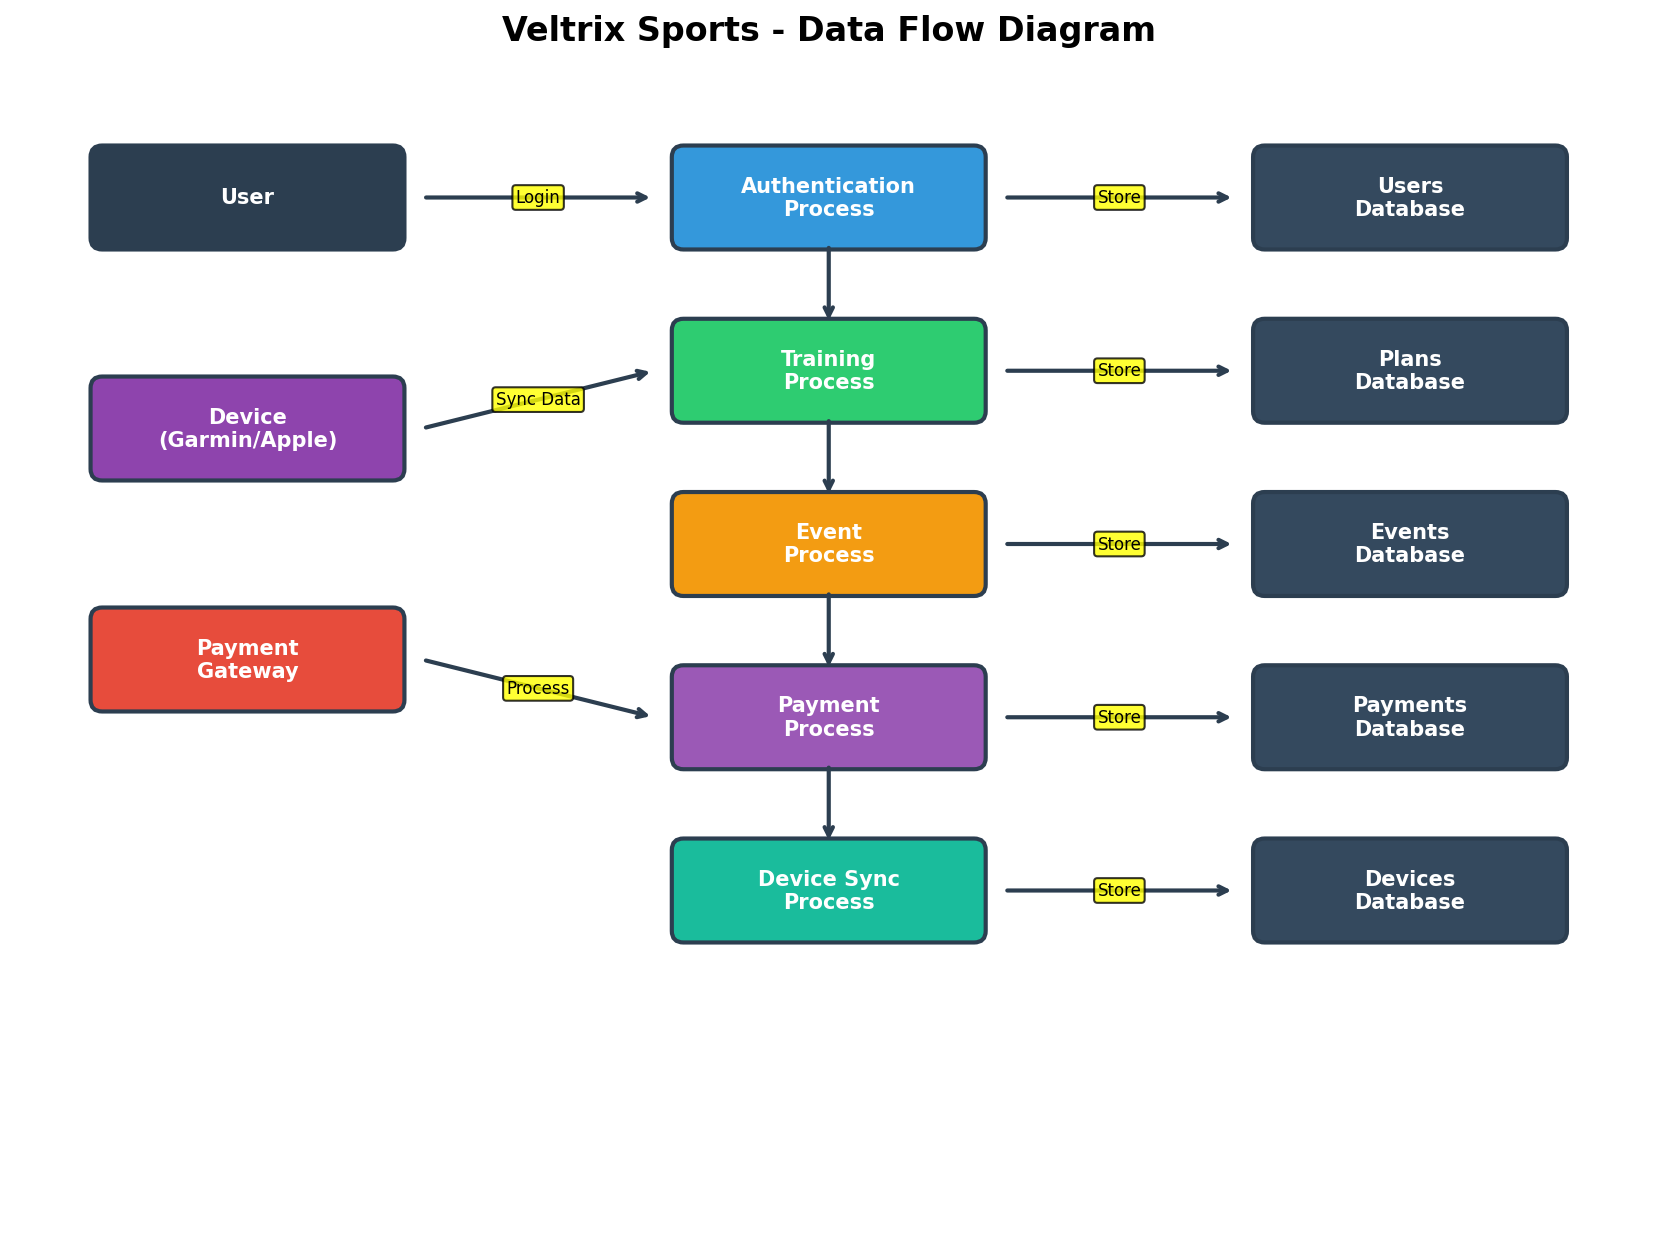 Veltrix Sports - Data Flow Diagram
User
Login
Authentication
Process
Store
Users
Database
Device
(Garmin/Apple)
Sync Data
Training
Process
Store
Plans
Database
Event
Process
Store
Events
Database
Payment
Gateway
Process
Payment
Process
Store
Payments
Database
Device Sync
Process
Store
Devices
Database